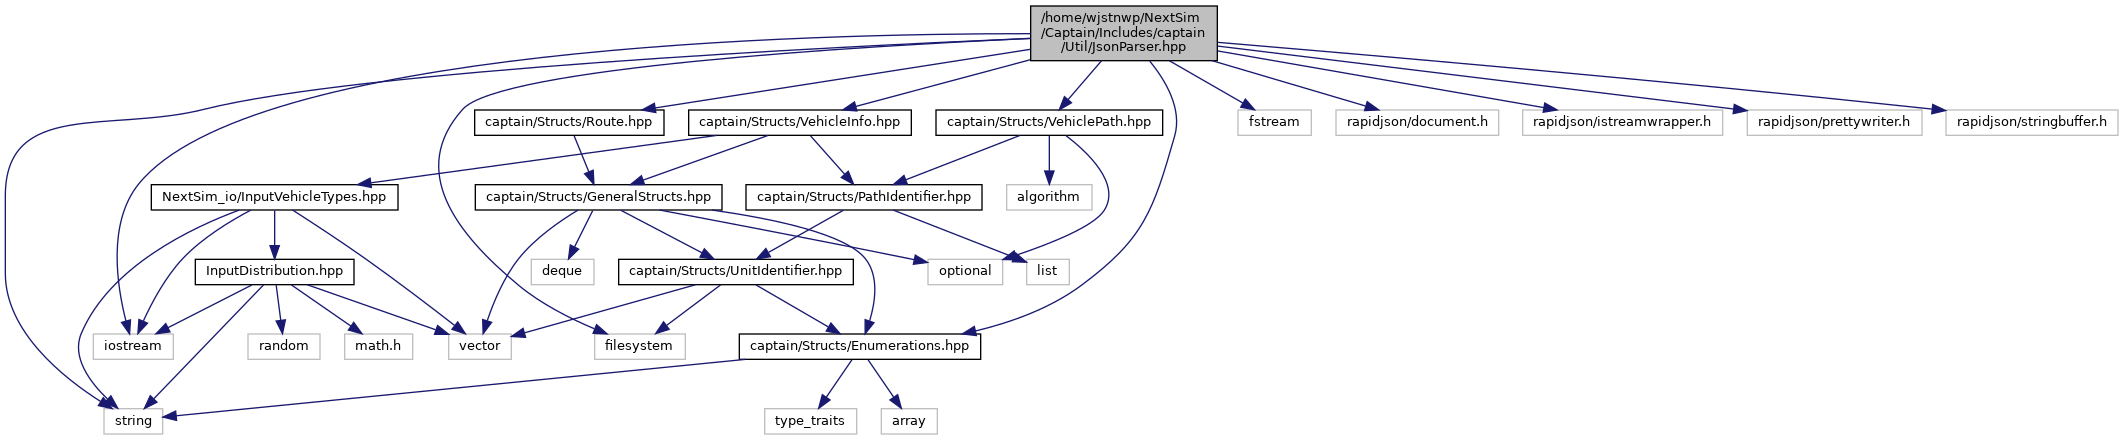 /home/wjstnwp/NextSim
/Captain/Includes/captain
/Util/JsonParser.hpp
captain/Structs/Route.hpp
captain/Structs/VehicleInfo.hpp
captain/Structs/VehiclePath.hpp
fstream
rapidjson/document.h
rapidjson/istreamwrapper.h
rapidjson/prettywriter.h
rapidjson/stringbuffer.h
NextSim_io/InputVehicleTypes.hpp
captain/Structs/GeneralStructs.hpp
captain/Structs/PathIdentifier.hpp
algorithm
InputDistribution.hpp
deque
captain/Structs/UnitIdentifier.hpp
optional
list
iostream
random
math.h
vector
filesystem
captain/Structs/Enumerations.hpp
string
type_traits
array